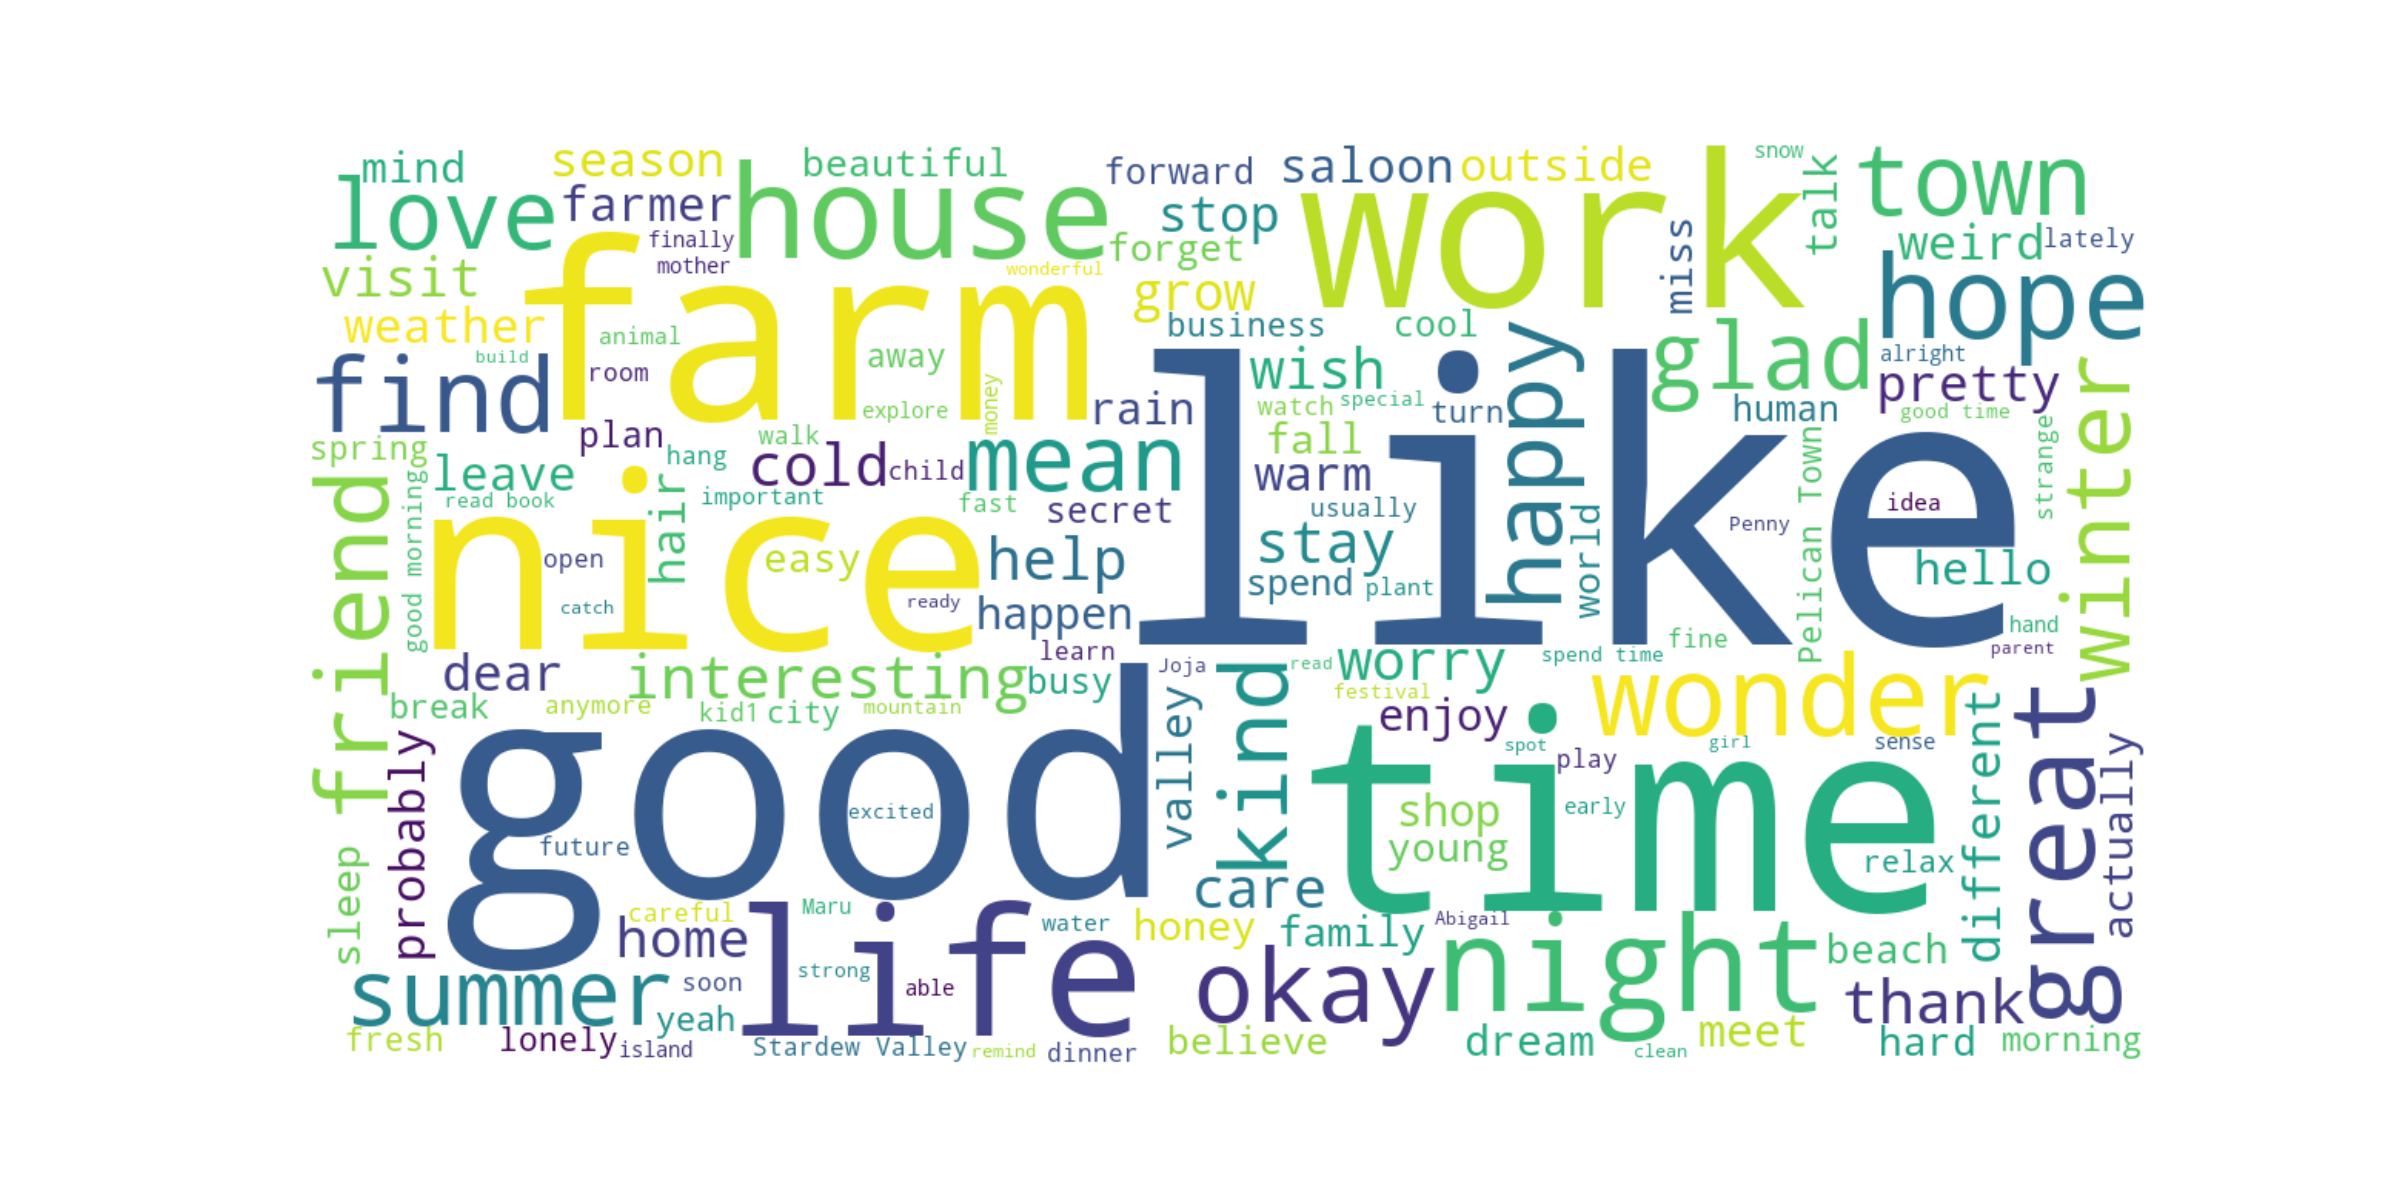 mind
season
beautiful
forward
saloon
outside
snow
talk
town
love
farmer
house
stop
work
miss
weird
lately
finally
mother
forget
visit
farm
wonderful
grow
hope
weather
animal
build
room
away
business
cool
happy
glad
alright
find
explore
money
rain
wish
watch
special
turn
like
human
pretty
good time
winter
spring
plan
walk
hang
cold
child
mean
fall
warm
Pelican Town
strange
friend
leave
read book
good morning
hair
important
fast
secret
usually
world
Penny
idea
nice
open
easy
help
stay
hello
catch
ready
happen
spend
plant
hand
parent
dear
interesting
learn
busy
Joja
read
worry
spend time
fine
wonder
break
anymore
kid1
city
mountain
valley
kind
festival
enjoy
spot
play
girl
sense
different
great
actually
probably
good
excited
future
time
shop
young
early
relax
sleep
care
careful
Maru
water
honey
family
Abigail
home
life
okay
night
beach
summer
soon
strong
able
thank
yeah
fresh
lonely
island
Stardew Valley
remind
dinner
believe
dream
clean
meet
hard
morning